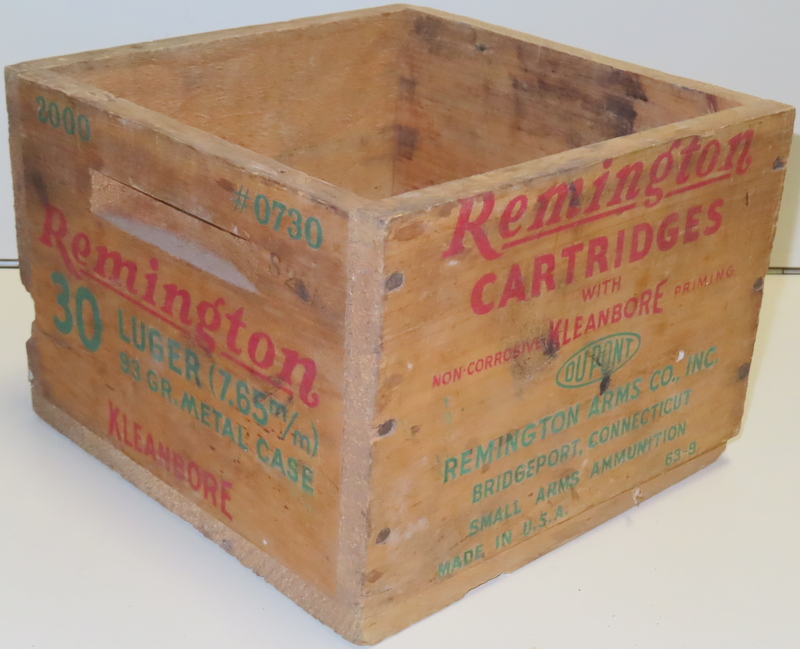 2000
#0730
Remington
30 LUGER (7.65 m/m)
93 GR. METAL CASE
KLEANBORE
Remington
CARTRIDGES
WITH
NON-CORROSIVE KLEANBORE PRIMING
DU PONT
REMINGTON ARMS CO., INC.
BRIDGEPORT, CONNECTICUT
SMALL ARMS AMMUNITION
MADE IN U.S.A.
63-9